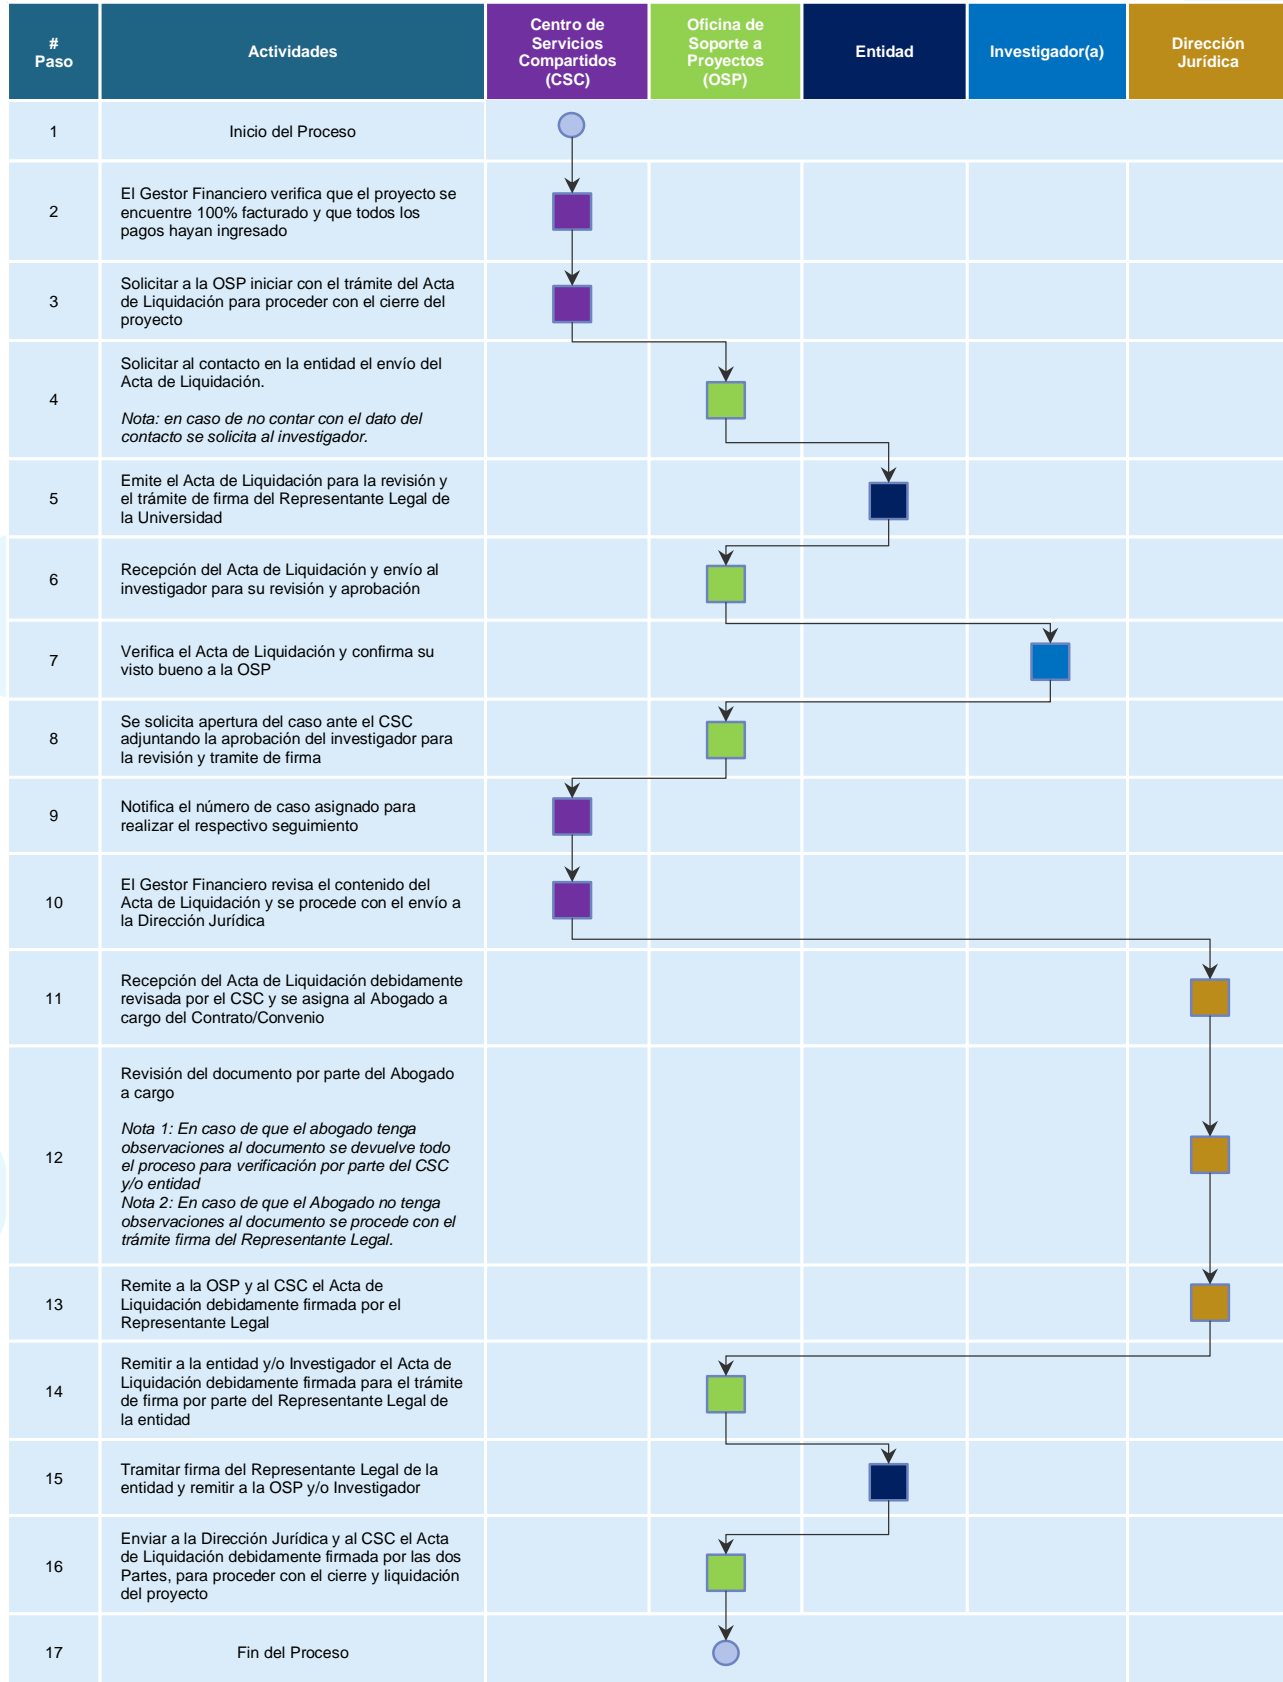 #
Paso
Actividades
Centro de
Servicios
Compartidos
(CSC)
Oficina de
Soporte a
Proyectos
(OSP)
Entidad
Investigador(a)
Dirección
Jurídica
1
Inicio del Proceso
2
El Gestor Financiero verifica que el proyecto se
encuentre 100% facturado y que todos los
pagos hayan ingresado
3
Solicitar a la OSP iniciar con el trámite del Acta
de Liquidación para proceder con el cierre del
proyecto
4
Solicitar al contacto en la entidad el envío del
Acta de Liquidación.
Nota: en caso de no contar con el dato del
contacto se solicita al investigador.
5
Emite el Acta de Liquidación para la revisión y
el trámite de firma del Representante Legal de
la Universidad
6
Recepción del Acta de Liquidación y envío al
investigador para su revisión y aprobación
7
Verifica el Acta de Liquidación y confirma su
visto bueno a la OSP
8
Se solicita apertura del caso ante el CSC
adjuntando la aprobación del investigador para
la revisión y tramite de firma
9
Notifica el número de caso asignado para
realizar el respectivo seguimiento
10
El Gestor Financiero revisa el contenido del
Acta de Liquidación y se procede con el envío a
la Dirección Jurídica
11
Recepción del Acta de Liquidación debidamente
revisada por el CSC y se asigna al Abogado a
cargo del Contrato/Convenio
12
Revisión del documento por parte del Abogado
a cargo
Nota 1: En caso de que el abogado tenga
observaciones al documento se devuelve todo
el proceso para verificación por parte del CSC
y/o entidad
Nota 2: En caso de que el Abogado no tenga
observaciones al documento se procede con el
trámite firma del Representante Legal.
13
Remite a la OSP y al CSC el Acta de
Liquidación debidamente firmada por el
Representante Legal
14
Remitir a la entidad y/o Investigador el Acta de
Liquidación debidamente firmada para el trámite
de firma por parte del Representante Legal de
la entidad
15
Tramitar firma del Representante Legal de la
entidad y remitir a la OSP y/o Investigador
16
Enviar a la Dirección Jurídica y al CSC el Acta
de Liquidación debidamente firmada por las dos
Partes, para proceder con el cierre y liquidación
del proyecto
17
Fin del Proceso